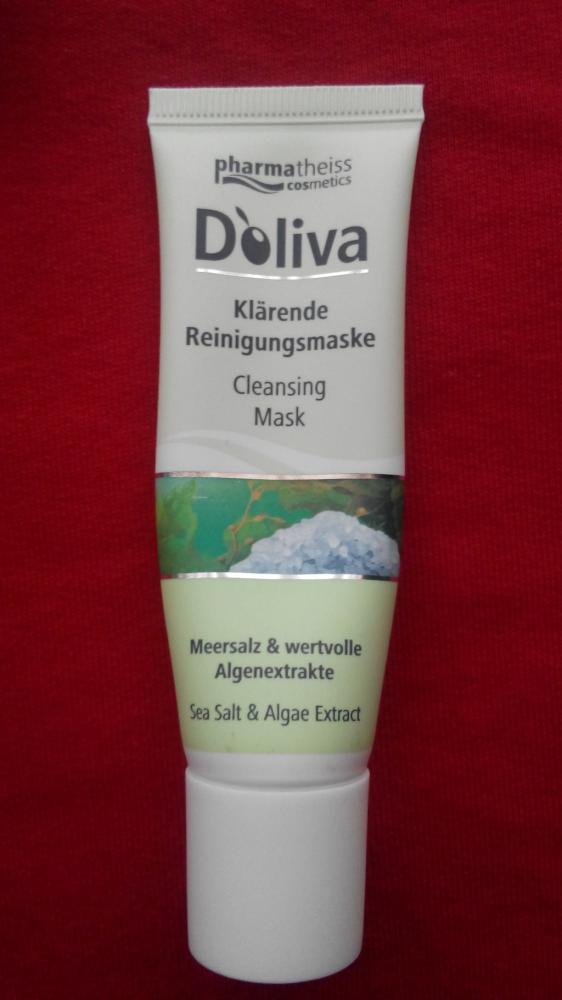 pharmatheiss
cosmetics
D'oliva
Klärende
Reinigungsmaske
Cleansing
Mask
Meersalz & wertvolle
Algenextrakte
Sea Salt & Algae Extract